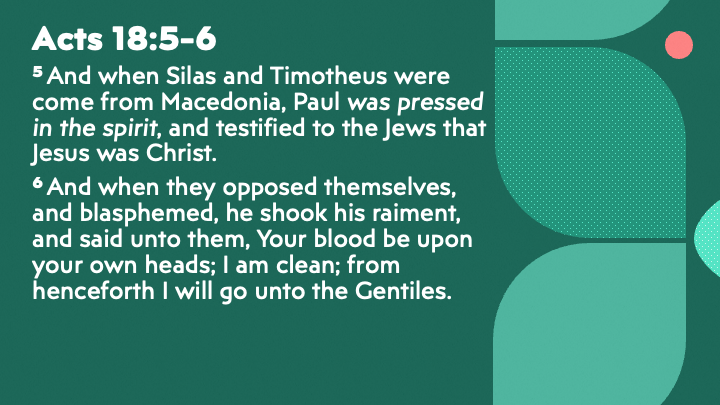 Acts 18:5-6
5 And when Silas and Timotheus were
come from Macedonia, Paul was pressed
in the spirit, and testified to the Jews that
Jesus was Christ.
6 And when they opposed themselves,
and blasphemed, he shook his raiment,
and said unto them, Your blood be upon
your own heads; I am clean; from
henceforth I will go unto the Gentiles.